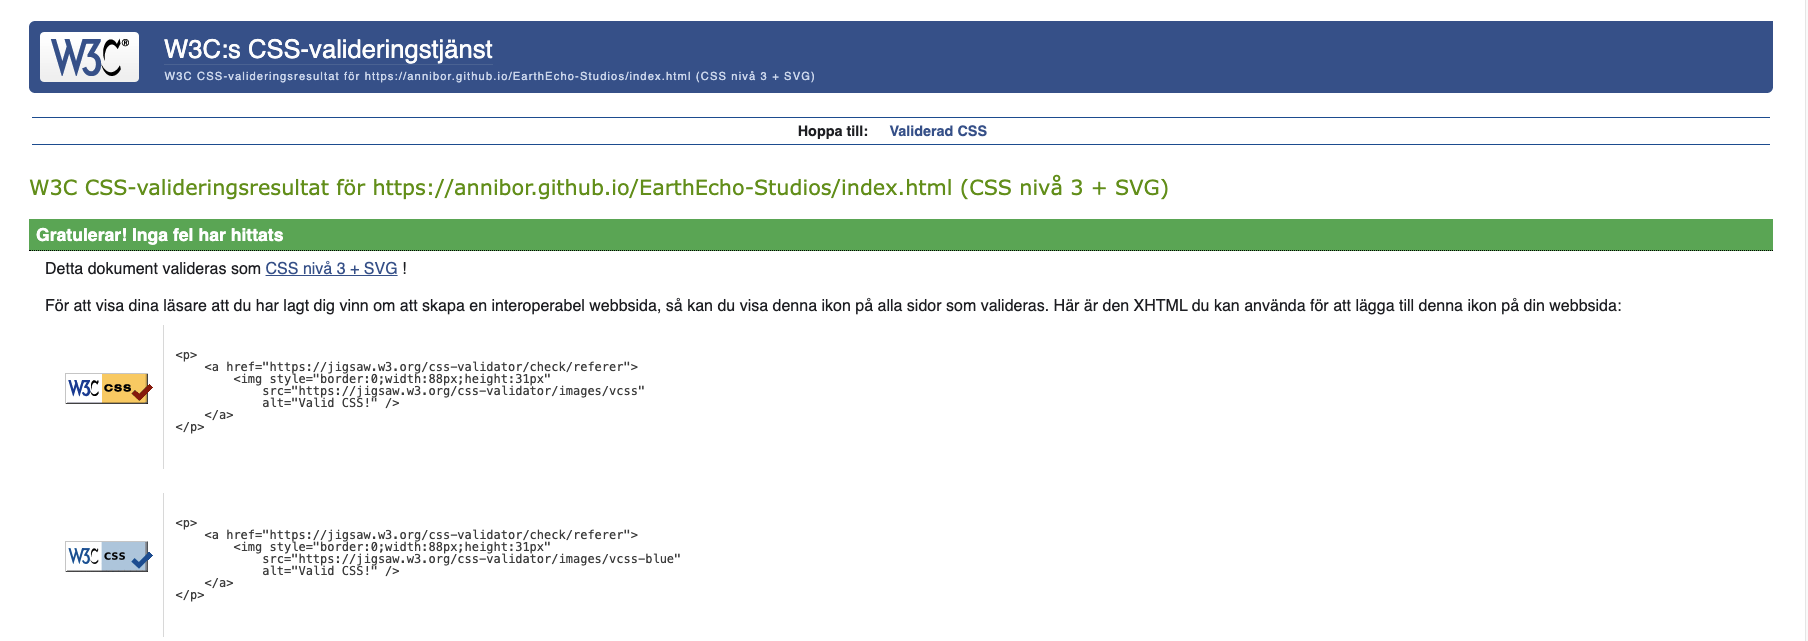 W3C®
W3C:s CSS-valideringstjänst
W3C CSS-valideringsresultat för https://annibor.github.io/EarthEcho-Studios/index.html (CSS nivå 3 + SVG)
Hoppa till: Validerad CSS
W3C CSS-valideringsresultat för https://annibor.github.io/EarthEcho-Studios/index.html (CSS nivå 3 + SVG)
Gratulerar! Inga fel har hittats
Detta dokument valideras som CSS nivå 3 + SVG !
För att visa dina läsare att du har lagt dig vinn om att skapa en interoperabel webbsida, så kan du visa denna ikon på alla sidor som valideras. Här är den XHTML du kan använda för att lägga till denna ikon på din webbsida:
W3C css
<p>
    <a href="https://jigsaw.w3.org/css-validator/check/referer">
        <img style="border:0;width:88px;height:31px"
            src="https://jigsaw.w3.org/css-validator/images/vcss"
            alt="Valid CSS!" />
    </a>
</p>
W3C css
<p>
    <a href="https://jigsaw.w3.org/css-validator/check/referer">
        <img style="border:0;width:88px;height:31px"
            src="https://jigsaw.w3.org/css-validator/images/vcss-blue"
            alt="Valid CSS!" />
    </a>
</p>